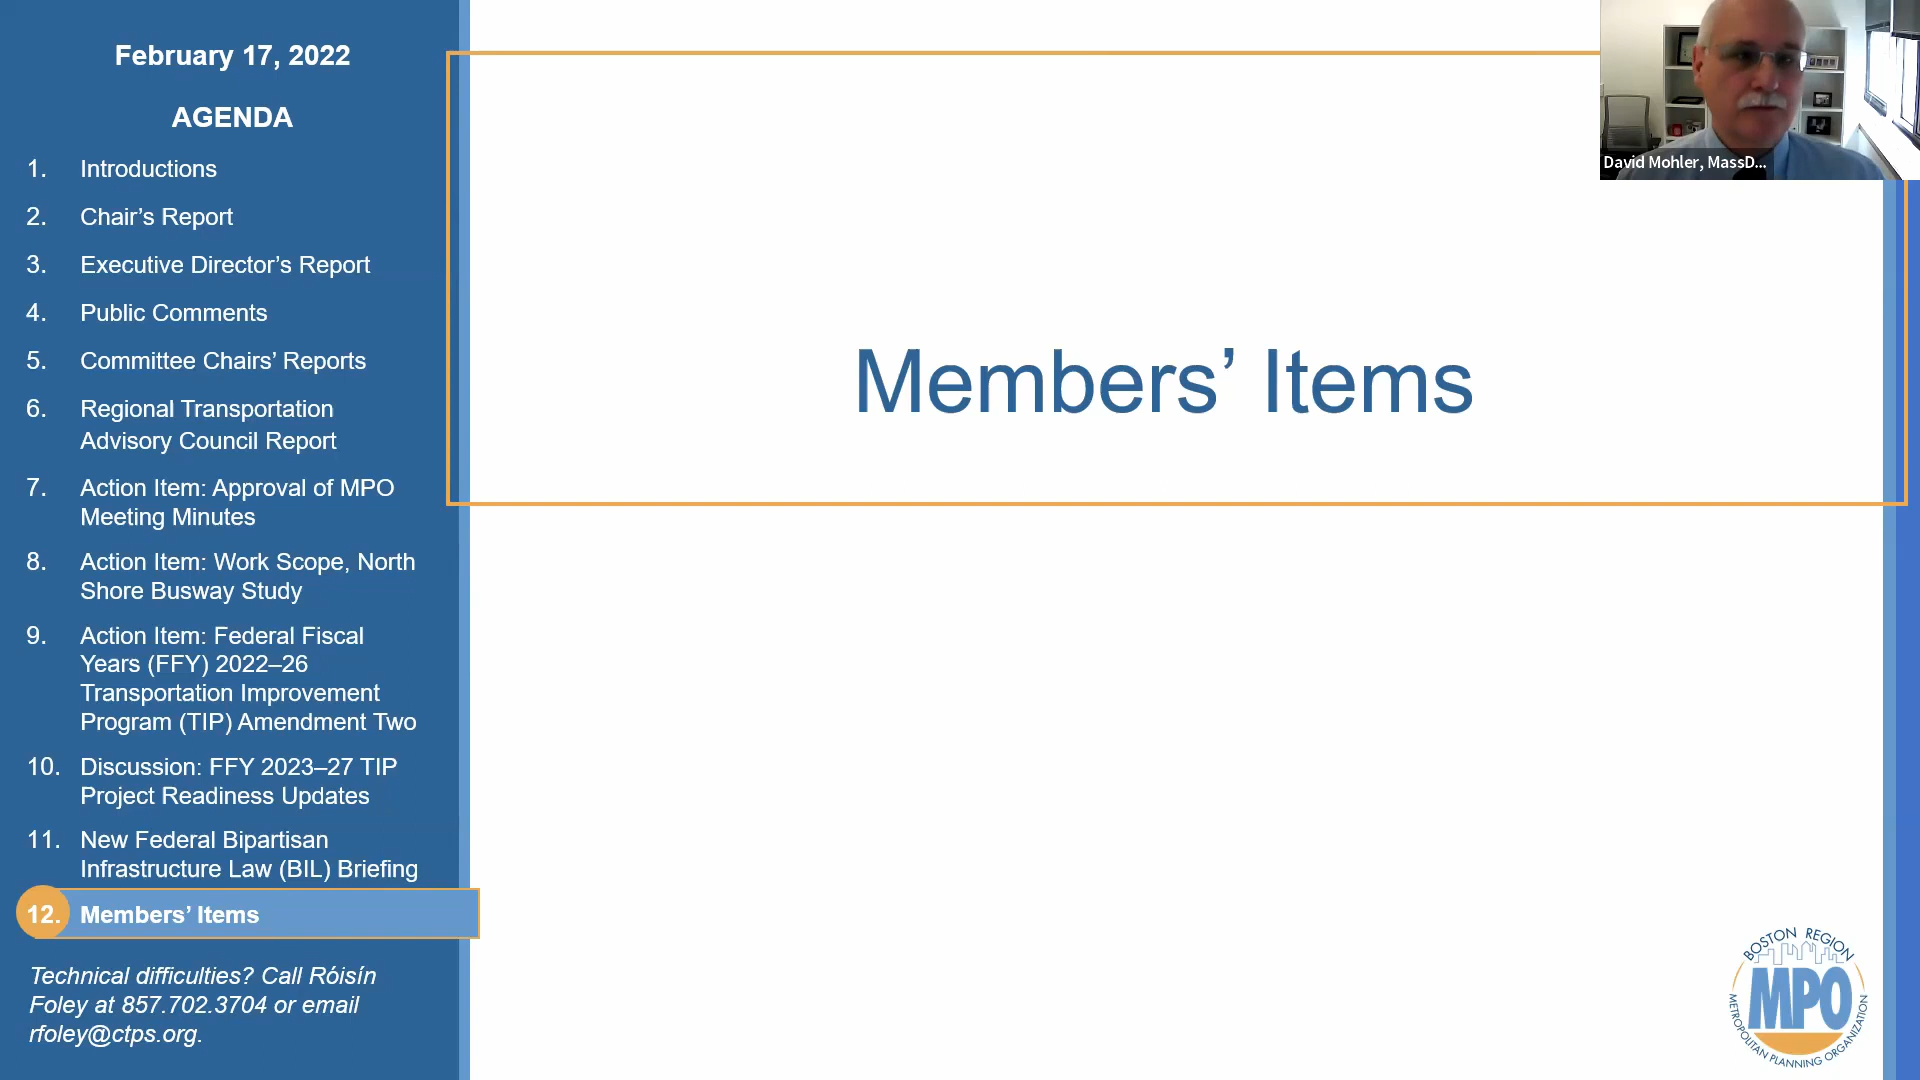 February 17, 2022
AGENDA
1. Introductions
2. Chair’s Report
3. Executive Director’s Report
4. Public Comments
5. Committee Chairs’ Reports
6. Regional Transportation
Advisory Council Report
7. Action Item: Approval of MPO
Meeting Minutes
8. Action Item: Work Scope, North
Shore Busway Study
9. Action Item: Federal Fiscal
Years (FFY) 2022–26
Transportation Improvement
Program (TIP) Amendment Two
10. Discussion: FFY 2023–27 TIP
Project Readiness Updates
11. New Federal Bipartisan
Infrastructure Law (BIL) Briefing
12. Members’ Items
Technical difficulties? Call Róisín
Foley at 857.702.3704 or email
rfoley@ctps.org.
Members’ Items
David Mohler, MassD...
BOSTON REGION
MPO
METROPOLITAN PLANNING ORGANIZATION